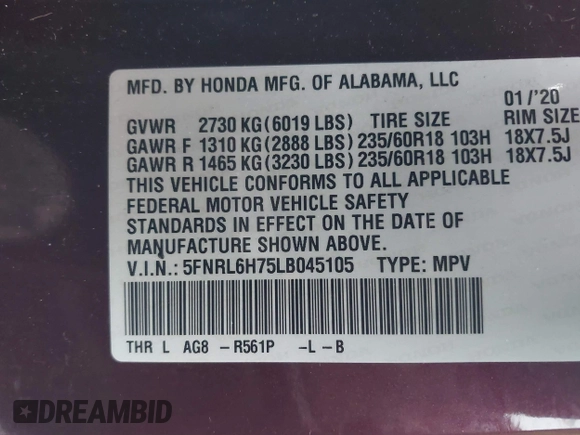 MFD. BY HONDA MFG. OF ALABAMA, LLC
01/'20
GVWR 2730 KG(6019 LBS) TIRE SIZE RIM SIZE
GAWR F 1310 KG(2888 LBS) 235/60R18 103H 18X7.5J
GAWR R 1465 KG(3230 LBS) 235/60R18 103H 18X7.5J
THIS VEHICLE CONFORMS TO ALL APPLICABLE
FEDERAL MOTOR VEHICLE SAFETY
STANDARDS IN EFFECT ON THE DATE OF
MANUFACTURE SHOWN ABOVE.
V.I.N.: 5FNRL6H75LB045105 TYPE: MPV
THR L AG8 – R561P –L –B
DREAMBID